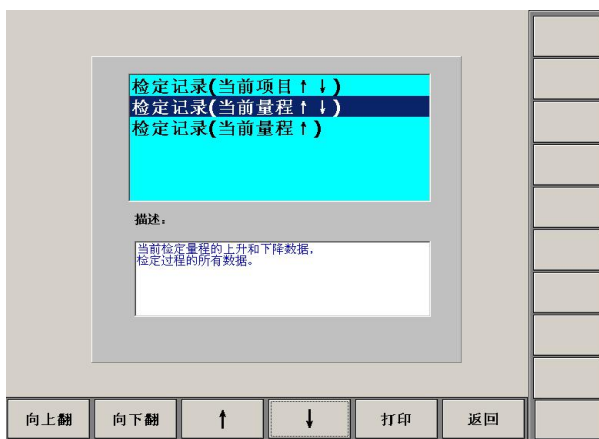 检定记录(当前项目↑↓)
检定记录(当前量程↑↓)
检定记录(当前量程↑)
描述:
当前检定量程的上升和下降数据,
检定过程的所有数据。
向上翻 向下翻 ↑ ↓ 打印 返回